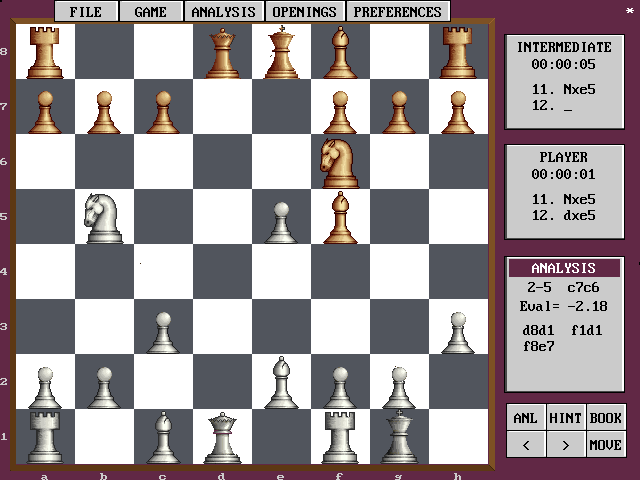 FILE GAME ANALYSIS OPENINGS PREFERENCES *
8
7
6
5
4
3
2
1
a b c d e f g h
INTERMEDIATE
00:00:05
11. Nxe5
12. _
PLAYER
00:00:01
11. Nxe5
12. dxe5
ANALYSIS
2-5 c7c6
Eval= -2.18
d8d1 f1d1
f8e7
ANL HINT BOOK
< > MOVE